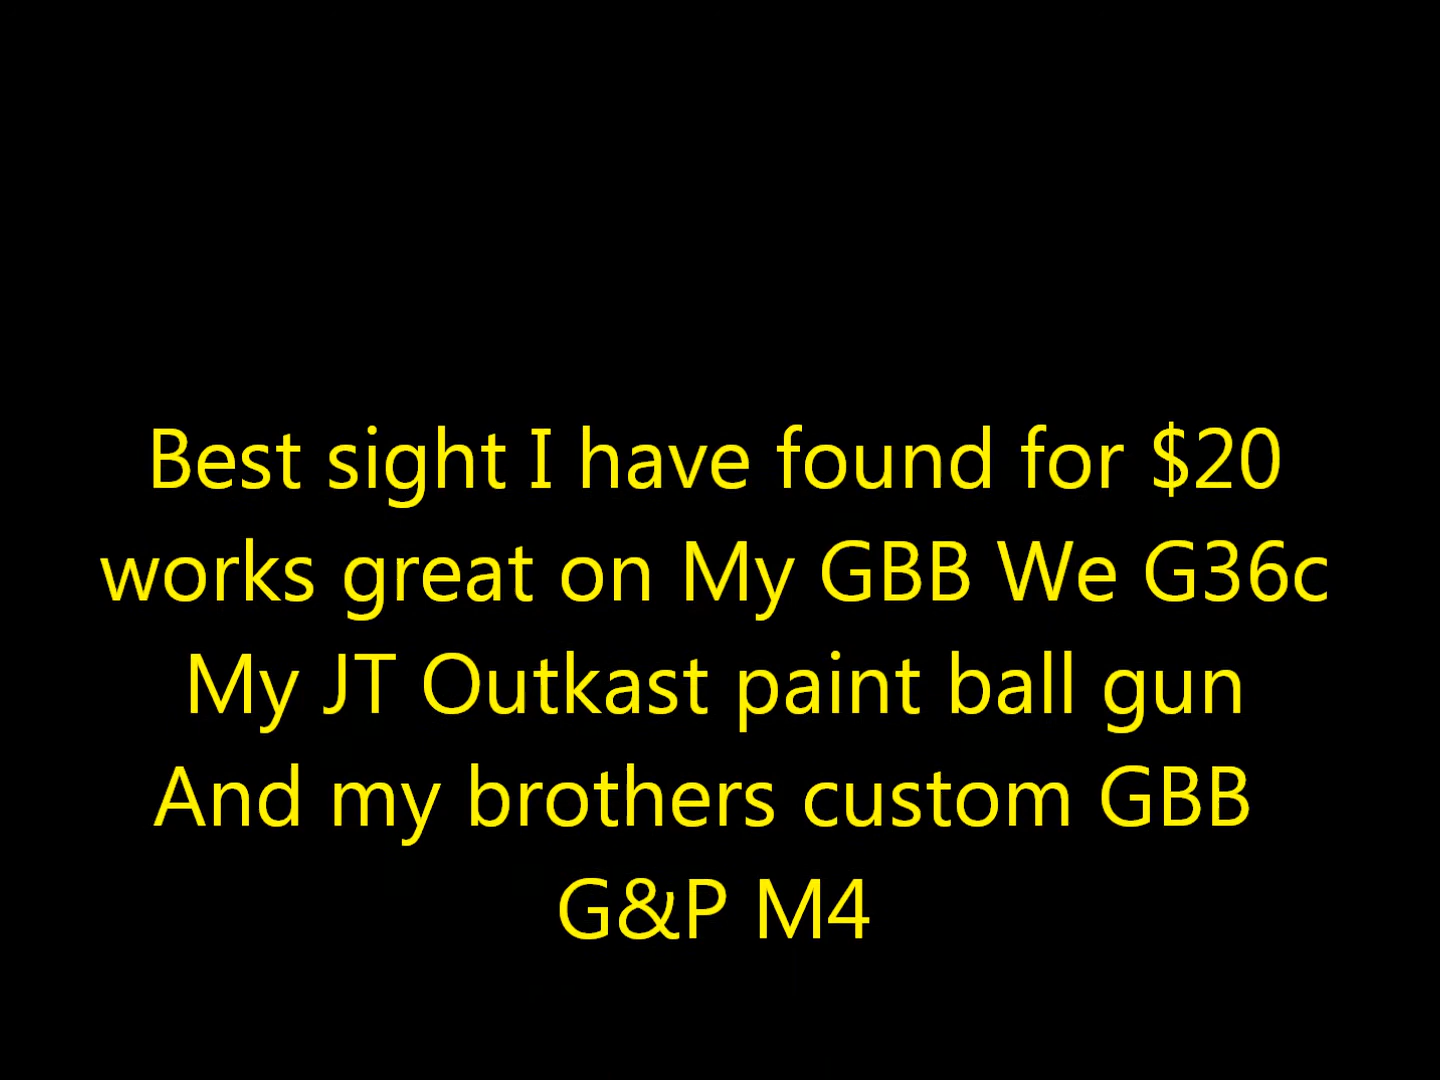 Best sight I have found for $20
works great on My GBB We G36c
My JT Outkast paint ball gun
And my brothers custom GBB
G&P M4